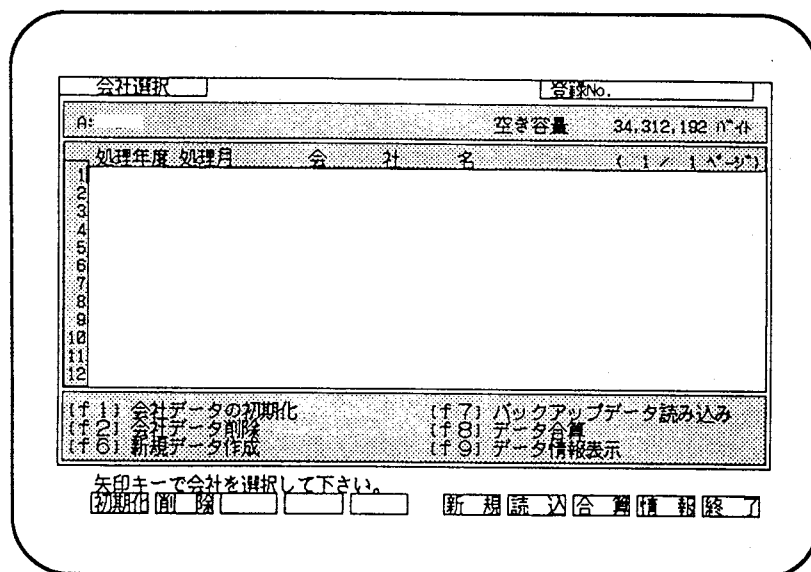 会社選択 登録No.
A: 空き容量 34,312,192 バイト
処理年度 処理月 会 社 名 ( 1 / 1 ページ)
1
2
3
4
5
6
7
8
9
10
11
12
[f 1] 会社データの初期化 [f 7] バックアップデータ読み込み
[f 2] 会社データ削除 [f 8] データ合算
[f 6] 新規データ作成 [f 9] データ情報表示
矢印キーで会社を選択して下さい。
初期化 削 除 新 規 読 込 合 算 情 報 終 了